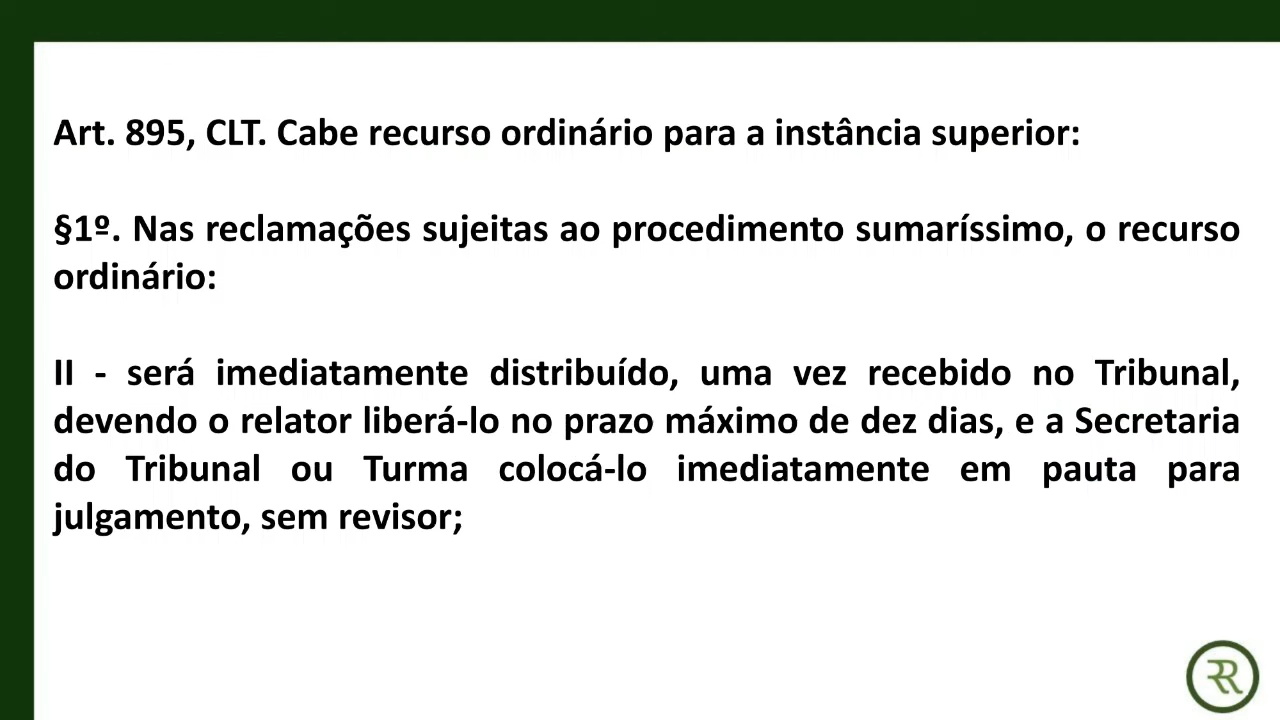 Art. 895, CLT. Cabe recurso ordinário para a instância superior:
§1º. Nas reclamações sujeitas ao procedimento sumaríssimo, o recurso
ordinário:
II - será imediatamente distribuído, uma vez recebido no Tribunal,
devendo o relator liberá-lo no prazo máximo de dez dias, e a Secretaria
do Tribunal ou Turma colocá-lo imediatamente em pauta para
julgamento, sem revisor;
RR